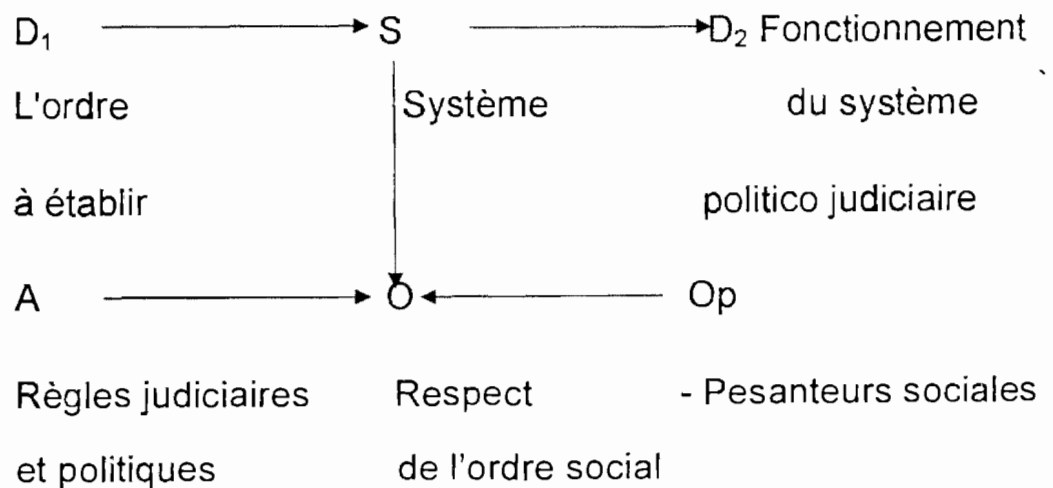 D₁ S D₂ Fonctionnement
L'ordre Système du système
à établir politico judiciaire
A O Op
Règles judiciaires Respect - Pesanteurs sociales
et politiques de l'ordre social